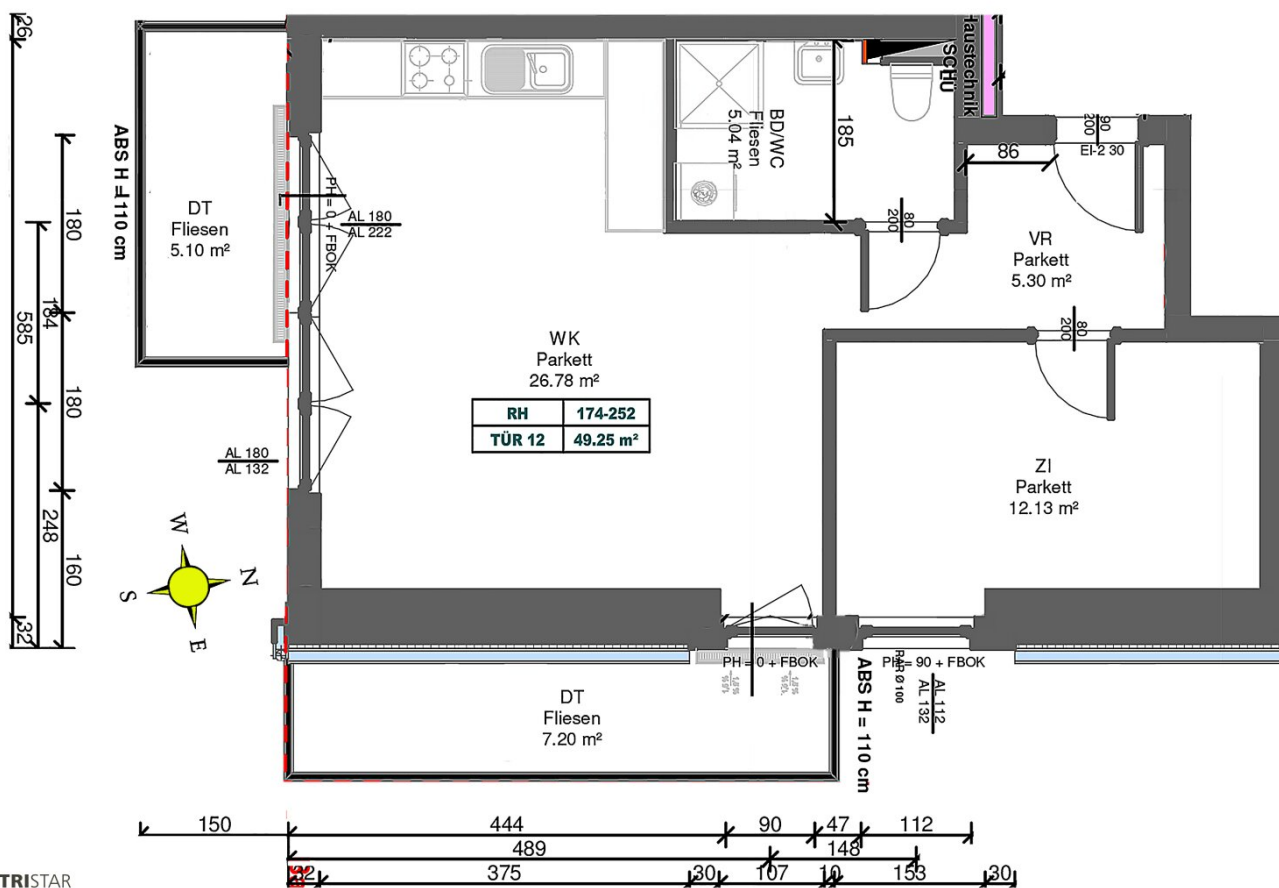 26
Haustechnik
SCHÜ
BD/WC
Fliesen
5.04 m²
185
90
200
EI-2 30
86
ABS H = 110 cm
DT
Fliesen
5.10 m²
PH = 0 + FBOK
AL 180
AL 222
80
200
VR
Parkett
5.30 m²
180
184
585
180
WK
Parkett
26.78 m²
80
200
RH 174-252
TÜR 12 49.25 m²
AL 180
AL 132
ZI
Parkett
12.13 m²
248
160
32
W
N
S
E
PH = 0 + FBOK
PH = 90 + FBOK
RAR Ø 100
AL 112
AL 132
ABS H = 110 cm
DT
Fliesen
7.20 m²
150 444 90 47 112
489 148
32 375 30 107 10 153 30
TRISTAR